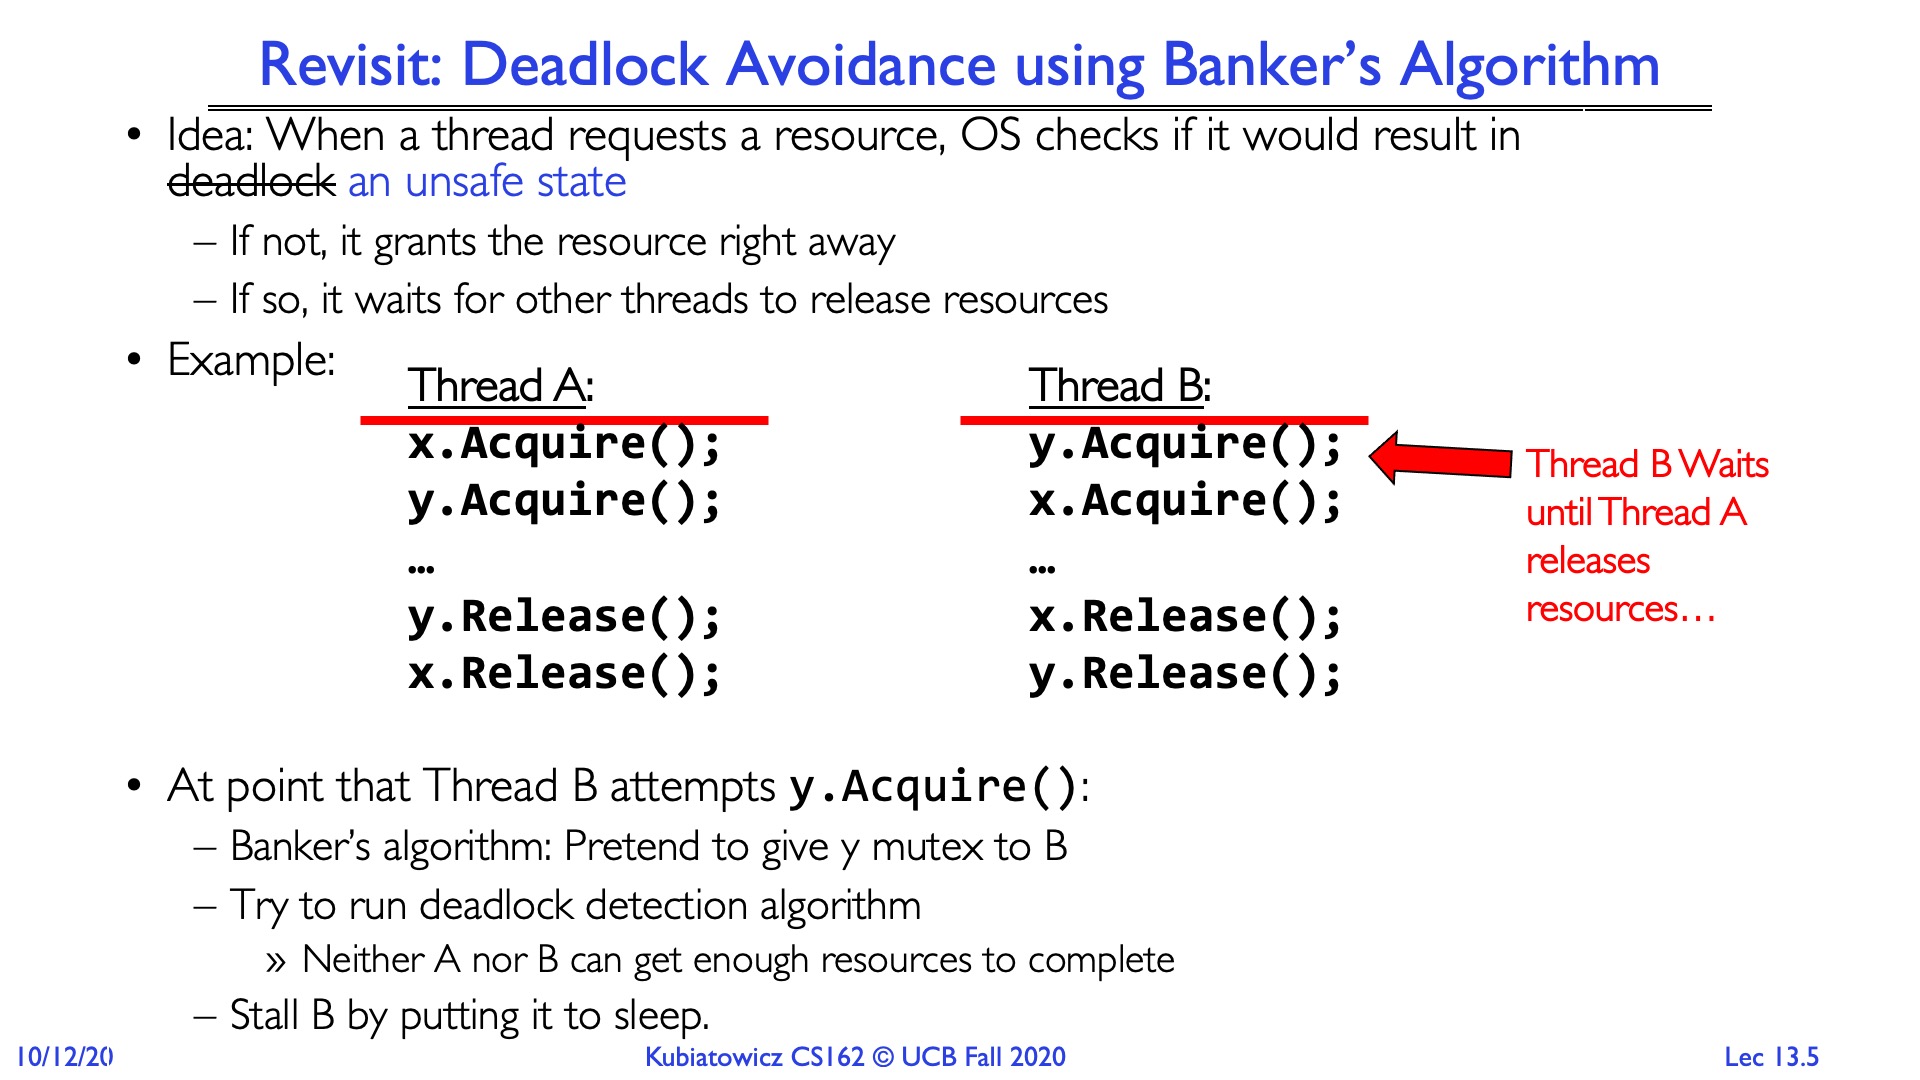 Revisit: Deadlock Avoidance using Banker’s Algorithm
• Idea: When a thread requests a resource, OS checks if it would result in
deadlock an unsafe state
– If not, it grants the resource right away
– If so, it waits for other threads to release resources
• Example:
Thread A:
x.Acquire();
y.Acquire();
…
y.Release();
x.Release();
Thread B:
y.Acquire();
x.Acquire();
…
x.Release();
y.Release();
Thread B Waits
until Thread A
releases
resources…
• At point that Thread B attempts y.Acquire():
– Banker’s algorithm: Pretend to give y mutex to B
– Try to run deadlock detection algorithm
» Neither A nor B can get enough resources to complete
– Stall B by putting it to sleep.
10/12/20
Kubiatowicz CS162 © UCB Fall 2020
Lec 13.5